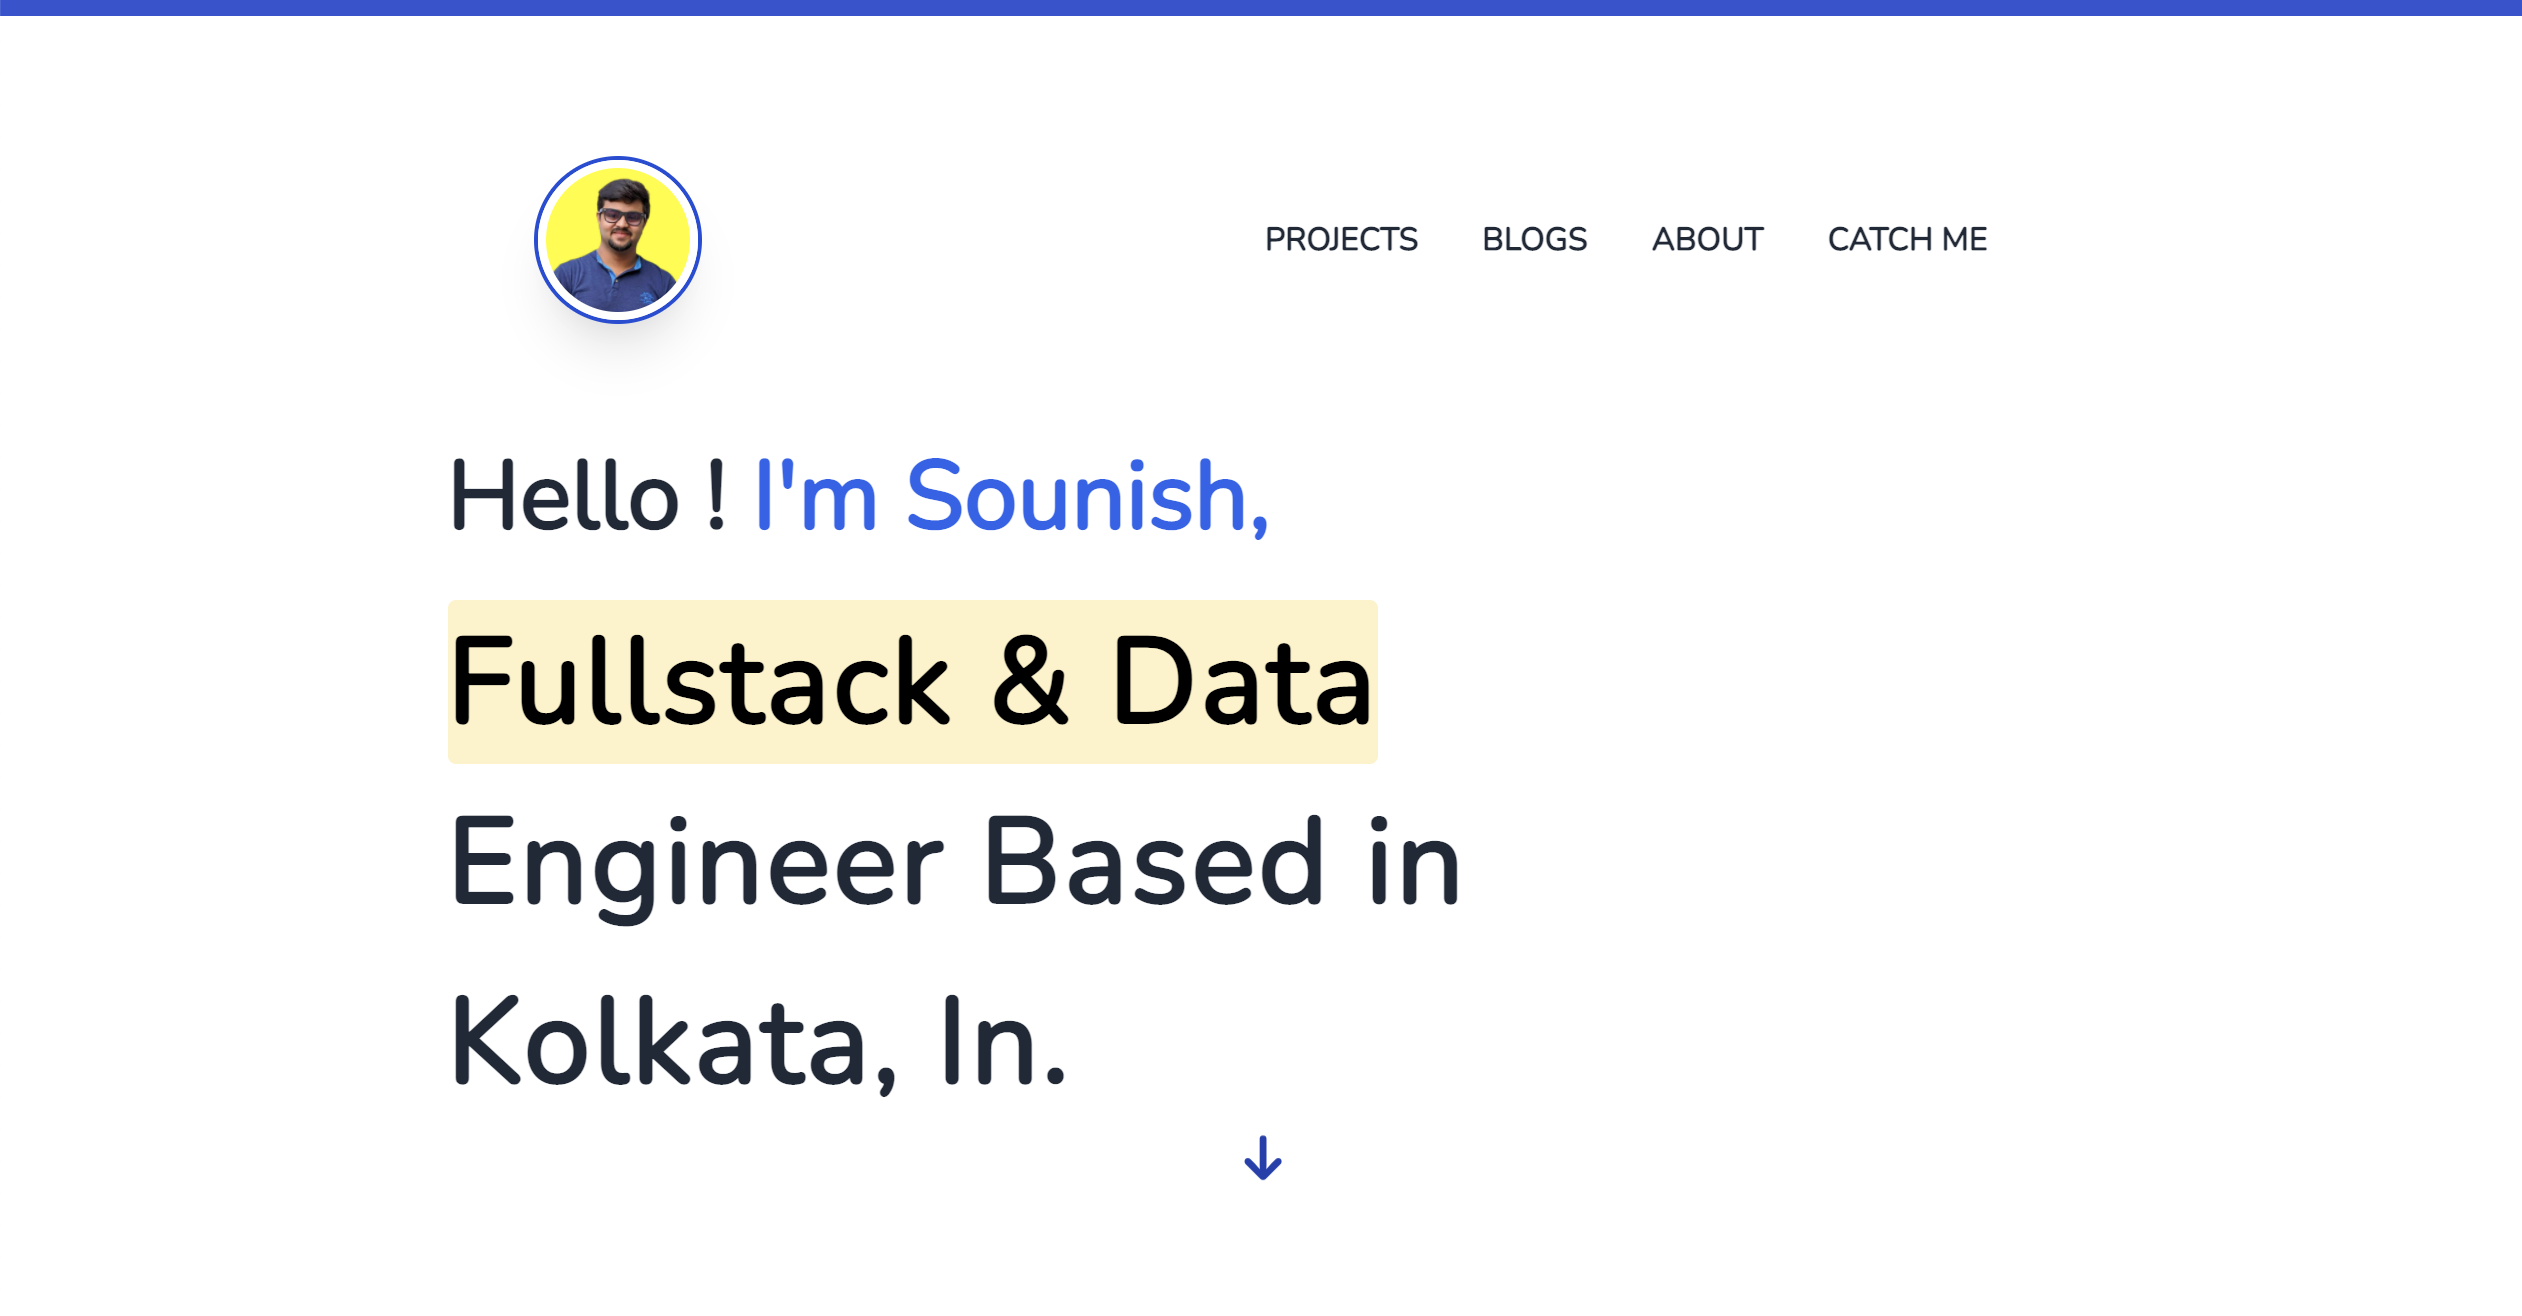 PROJECTS BLOGS ABOUT CATCH ME
Hello ! I'm Sounish,
Fullstack & Data
Engineer Based in
Kolkata, In.